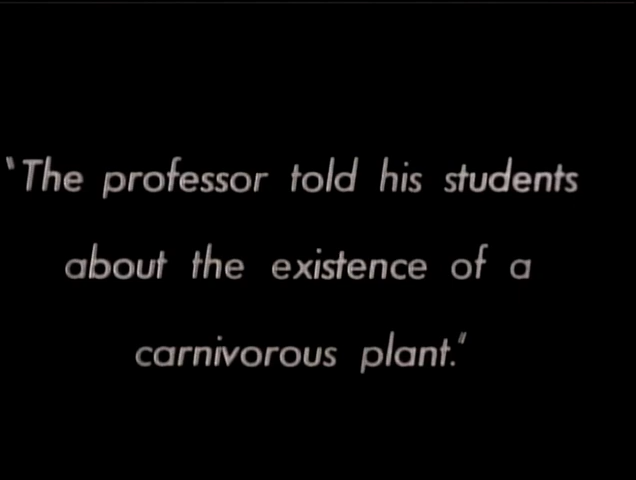 "The professor told his students
about the existence of a
carnivorous plant."